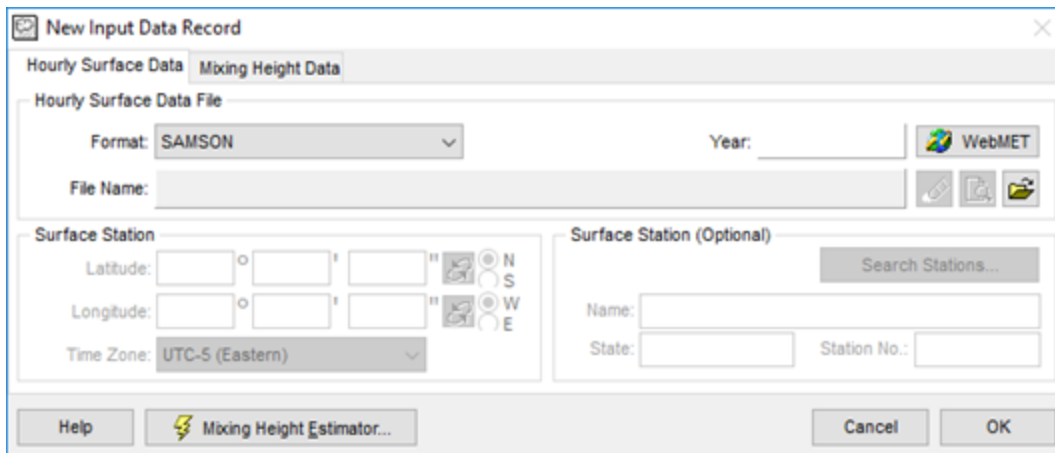 New Input Data Record
Hourly Surface Data Mixing Height Data
Hourly Surface Data File
Format: SAMSON Year: WebMET
File Name:
Surface Station Surface Station (Optional)
Latitude: o ' " N Search Stations...
S
Longitude: o ' " W Name:
E
Time Zone: UTC-5 (Eastern) State: Station No.:
Help Mixing Height Estimator... Cancel OK